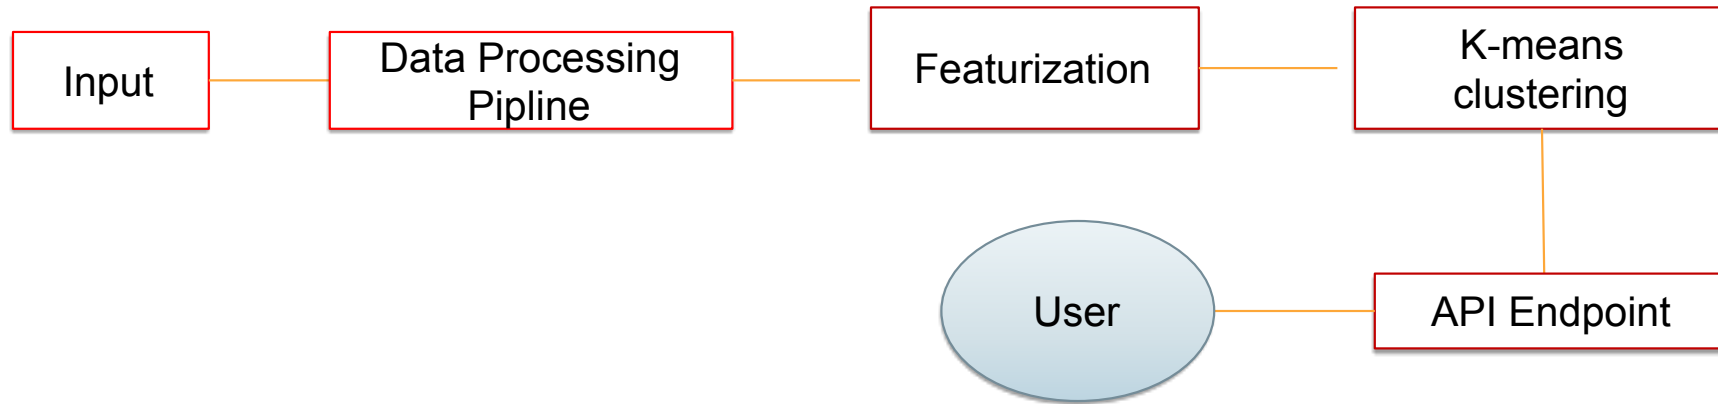 Input
Data Processing
Pipline
Featurization
K-means
clustering
User
API Endpoint